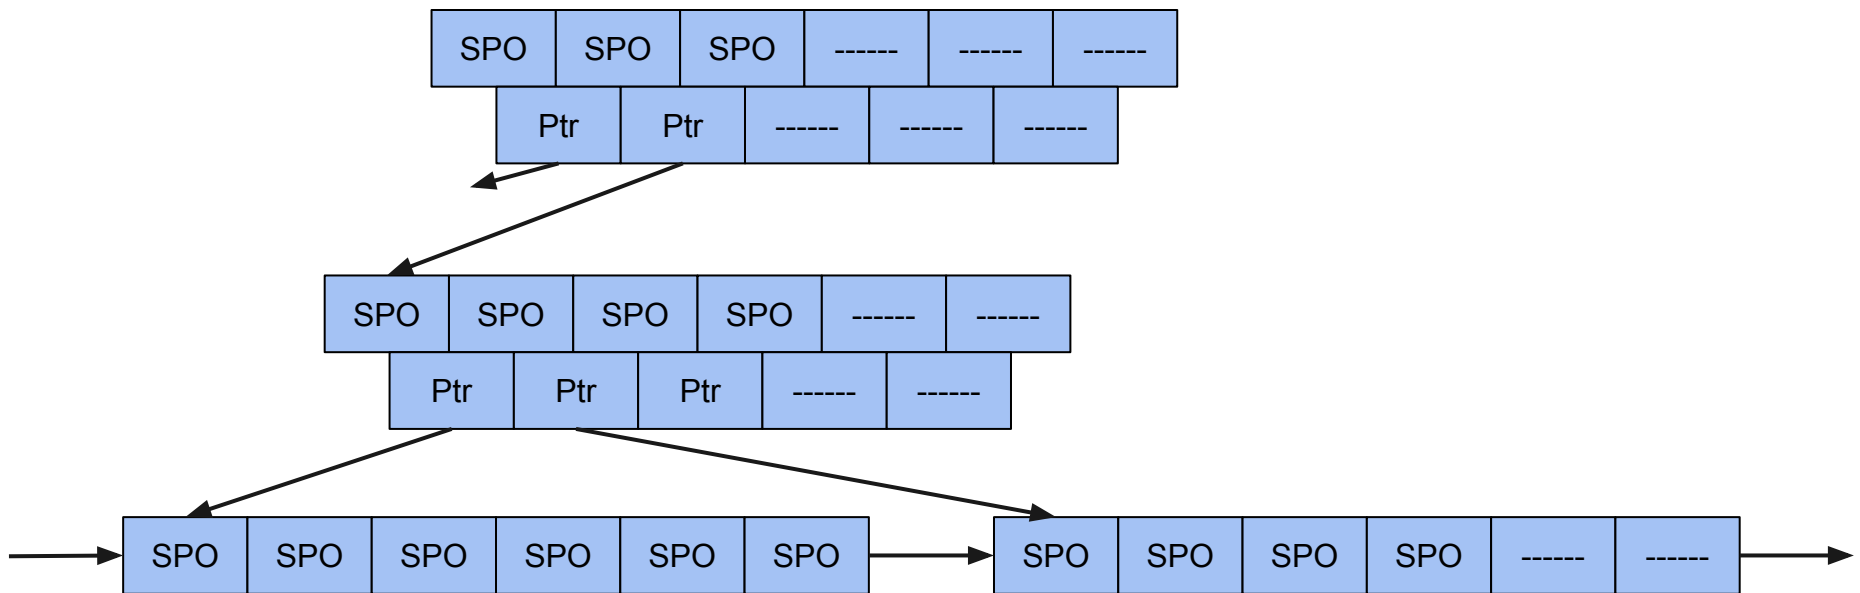 SPO SPO SPO ------ ------ ------
Ptr Ptr ------ ------ ------
SPO SPO SPO SPO ------ ------
Ptr Ptr Ptr ------ ------
SPO SPO SPO SPO SPO SPO SPO SPO SPO SPO ------ ------